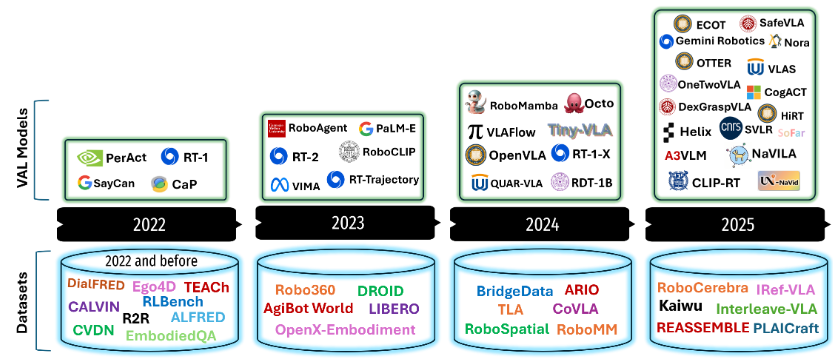 VAL Models
PerAct
RT-1
SayCan
CaP
RoboAgent
PaLM-E
RT-2
RoboCLIP
VIMA
RT-Trajectory
RoboMamba
Octo
π VLAFlow
Tiny-VLA
OpenVLA
RT-1-X
QUAR-VLA
RDT-1B
ECOT
SafeVLA
Gemini Robotics
Nora
OTTER
VLAS
OneTwoVLA
CogACT
DexGraspVLA
HiRT
Helix
cnrs
SVLR
SoFar
A3VLM
NaVILA
CLIP-RT
Uni-NaVid
2022
2023
2024
2025
Datasets
2022 and before
DialFRED
Ego4D
TEACh
CALVIN
RLBench
R2R
ALFRED
CVDN
EmbodiedQA
Robo360
DROID
AgiBot World
LIBERO
OpenX-Embodiment
BridgeData
ARIO
TLA
CoVLA
RoboSpatial
RoboMM
RoboCerebra
IRef-VLA
Kaiwu
Interleave-VLA
REASSEMBLE
PLAICraft